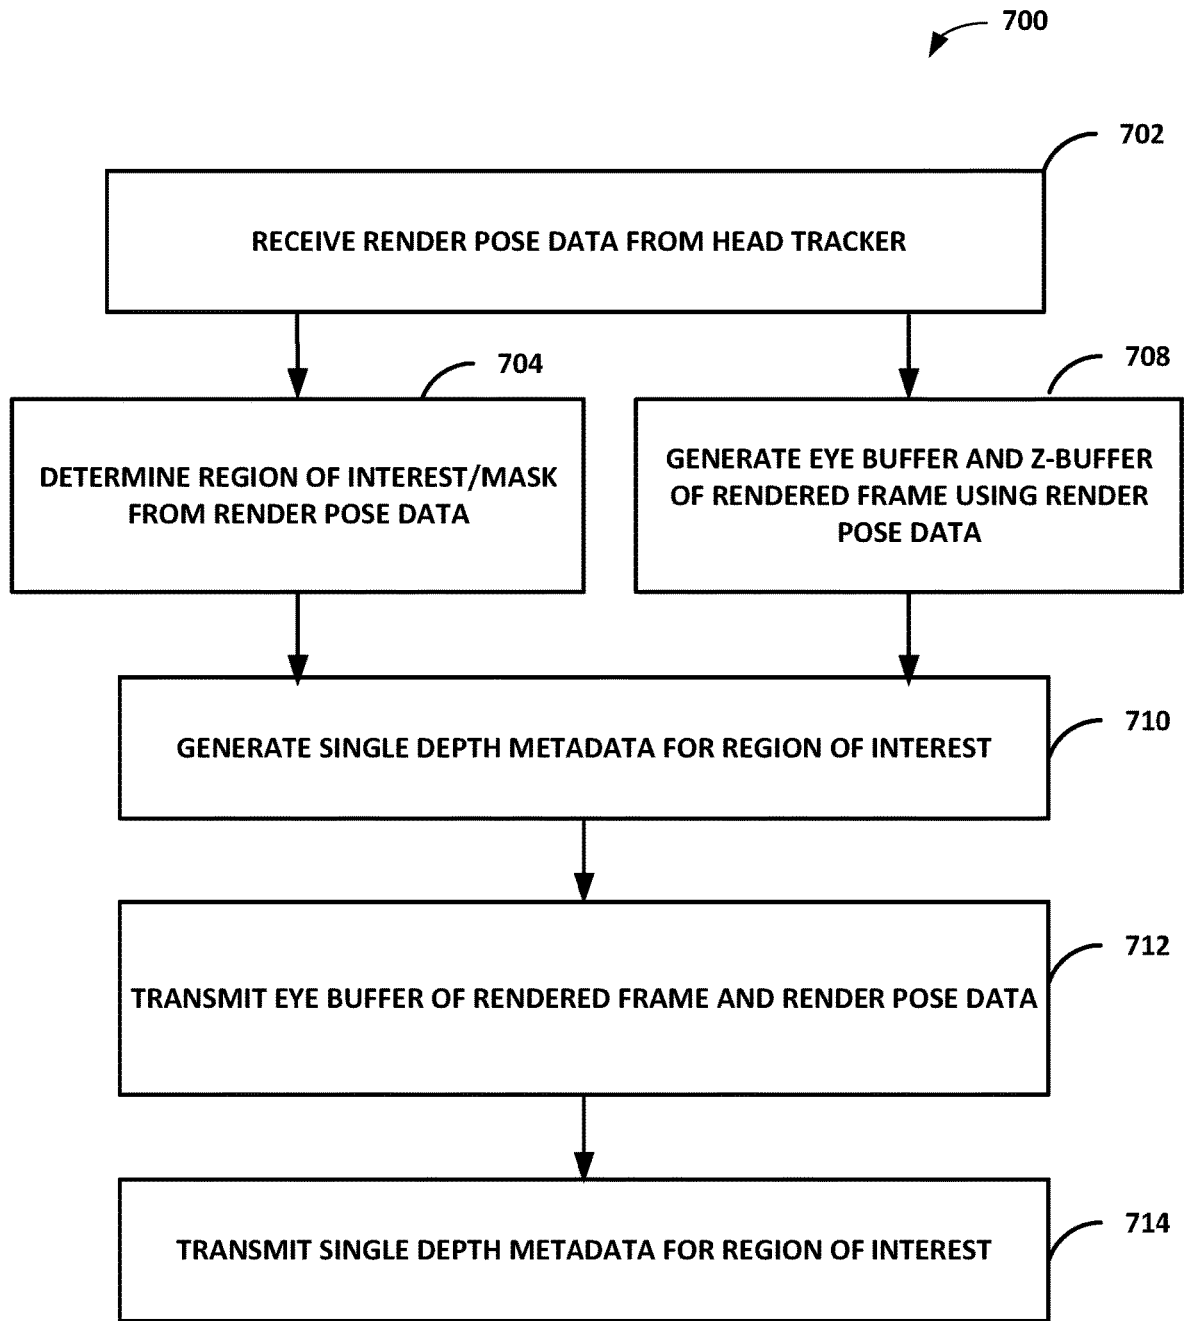 700
702
RECEIVE RENDER POSE DATA FROM HEAD TRACKER
704
DETERMINE REGION OF INTEREST/MASK
FROM RENDER POSE DATA
708
GENERATE EYE BUFFER AND Z-BUFFER
OF RENDERED FRAME USING RENDER
POSE DATA
710
GENERATE SINGLE DEPTH METADATA FOR REGION OF INTEREST
712
TRANSMIT EYE BUFFER OF RENDERED FRAME AND RENDER POSE DATA
714
TRANSMIT SINGLE DEPTH METADATA FOR REGION OF INTEREST